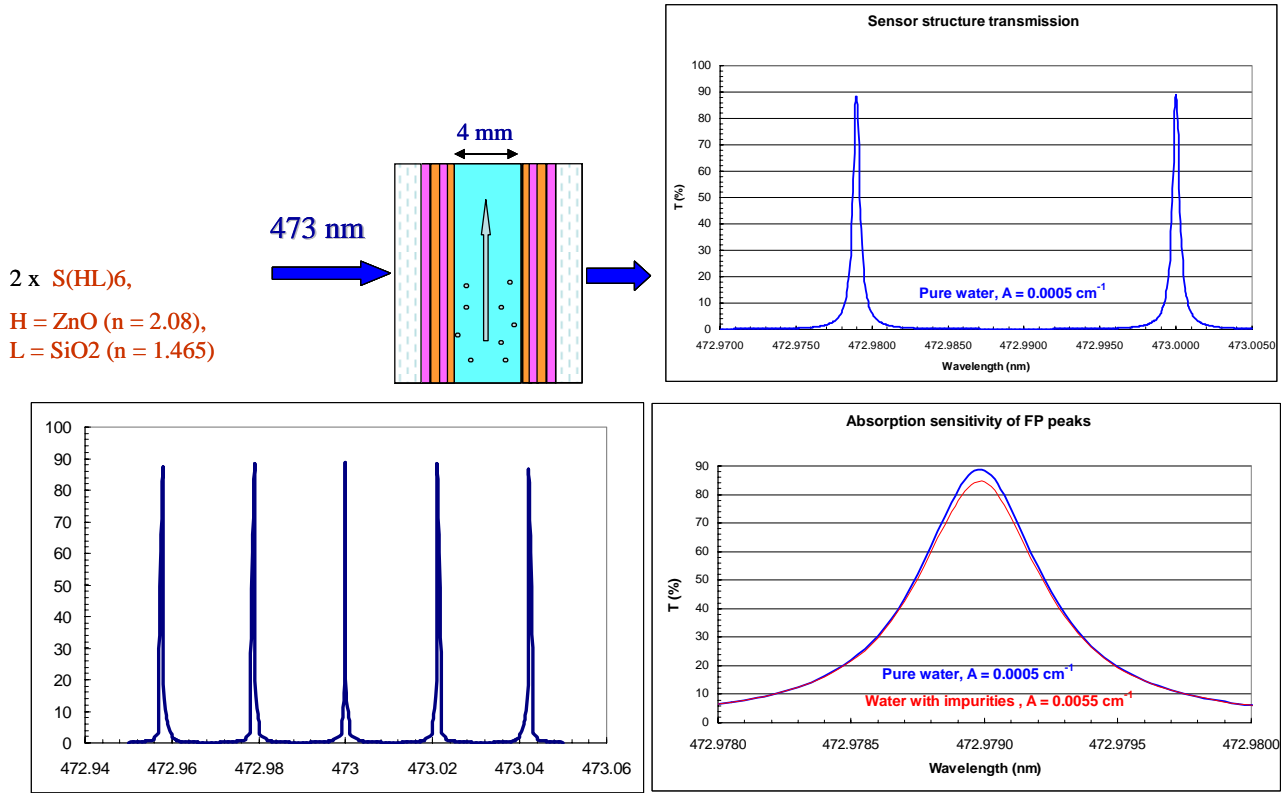 4 mm
473 nm
2 x S(HL)6,
H = ZnO (n = 2.08),
L = SiO2 (n = 1.465)
Sensor structure transmission
100
90
80
70
60
50
40
30
20
10
0
T (%)
Pure water, A = 0.0005 cm-1
472.9700 472.9750 472.9800 472.9850 472.9900 472.9950 473.0000 473.0050
Wavelength (nm)
100
90
80
70
60
50
40
30
20
10
0
472.94 472.96 472.98 473 473.02 473.04 473.06
Absorption sensitivity of FP peaks
90
80
70
60
50
40
30
20
10
0
T (%)
Pure water, A = 0.0005 cm-1
Water with impurities , A = 0.0055 cm-1
472.9780 472.9785 472.9790 472.9795 472.9800
Wavelength (nm)